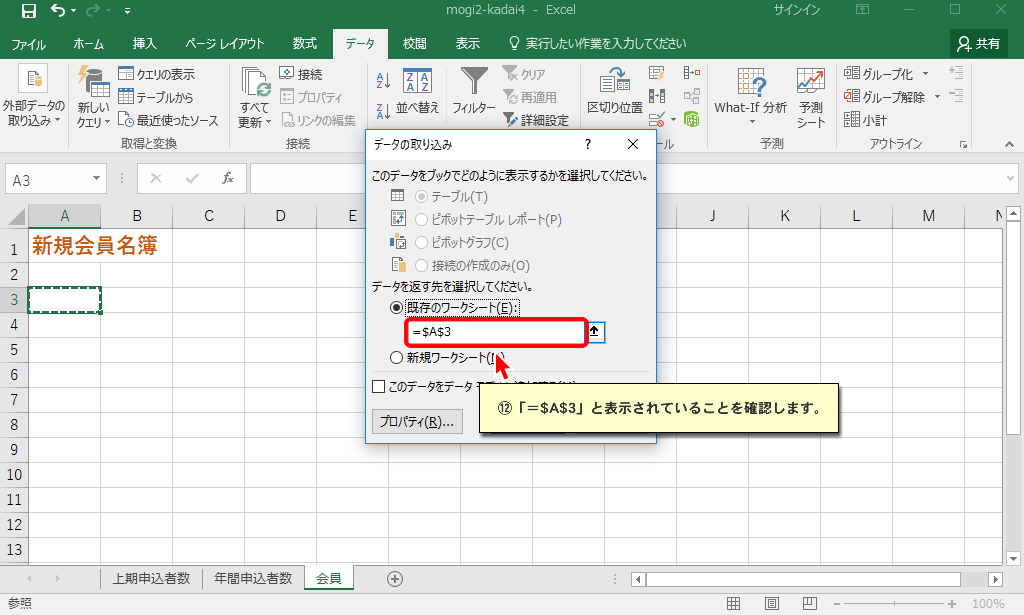 mogi2-kadai4 - Excel
サインイン
ファイル ホーム 挿入 ページ レイアウト 数式 データ 校閲 表示 実行したい作業を入力してください 共有
外部データの
取り込み
新しい
クエリ
クエリの表示
テーブルから
最近使ったソース
取得と変換
すべて
更新
接続
プロパティ
リンクの編集
接続
並べ替え
フィルター
クリア
再適用
詳細設定
区切り位置
ール
What-If 分析
予測
シート
予測
グループ化
グループ解除
小計
アウトライン
A3
fx
A B C D E J K L M N
1 新規会員名簿
2
3
4
5
6
7
8
9
10
11
12
13
データの取り込み ?
このデータをブックでどのように表示するかを選択してください。
テーブル(T)
ピボットテーブル レポート(P)
ピボットグラフ(C)
接続の作成のみ(O)
データを返す先を選択してください。
既存のワークシート(E):
=$A$3
新規ワークシート(N)
このデータをデータ
プロパティ(R)...
⑫「＝$A$3」と表示されていることを確認します。
上期申込者数 年間申込者数 会員
参照
100%